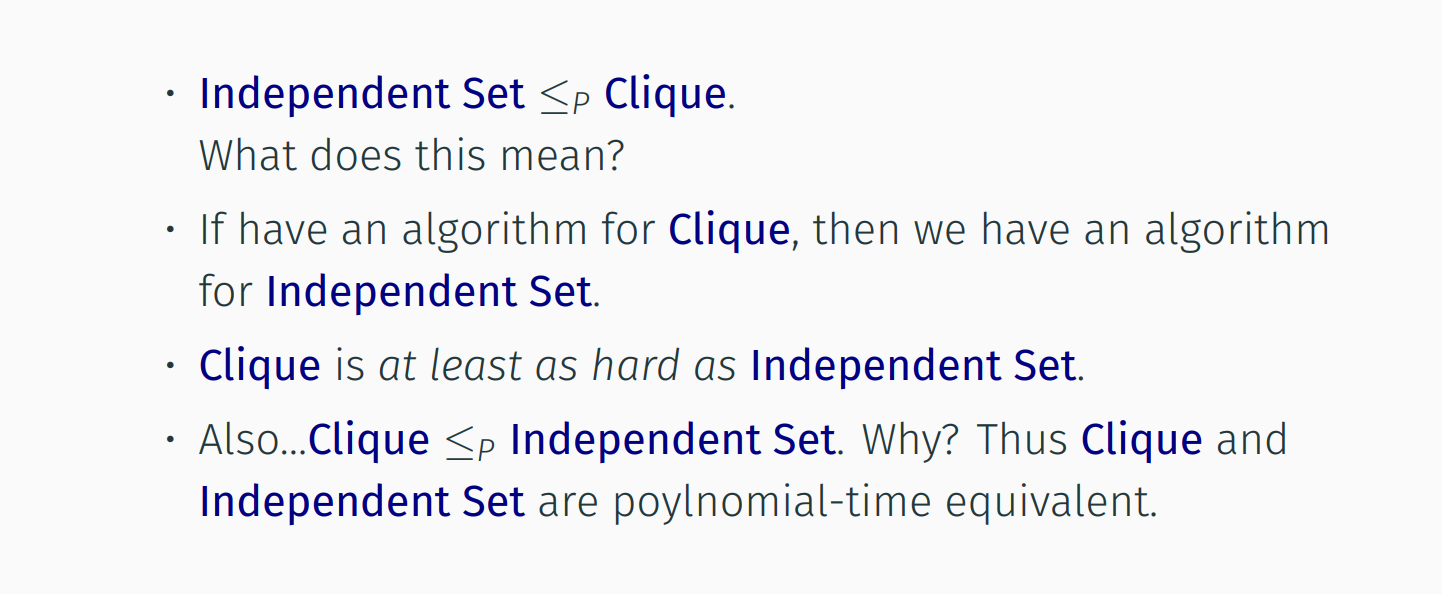 • Independent Set ≤P Clique.
What does this mean?
• If have an algorithm for Clique, then we have an algorithm
for Independent Set.
• Clique is at least as hard as Independent Set.
• Also...Clique ≤P Independent Set. Why? Thus Clique and
Independent Set are poylnomial-time equivalent.